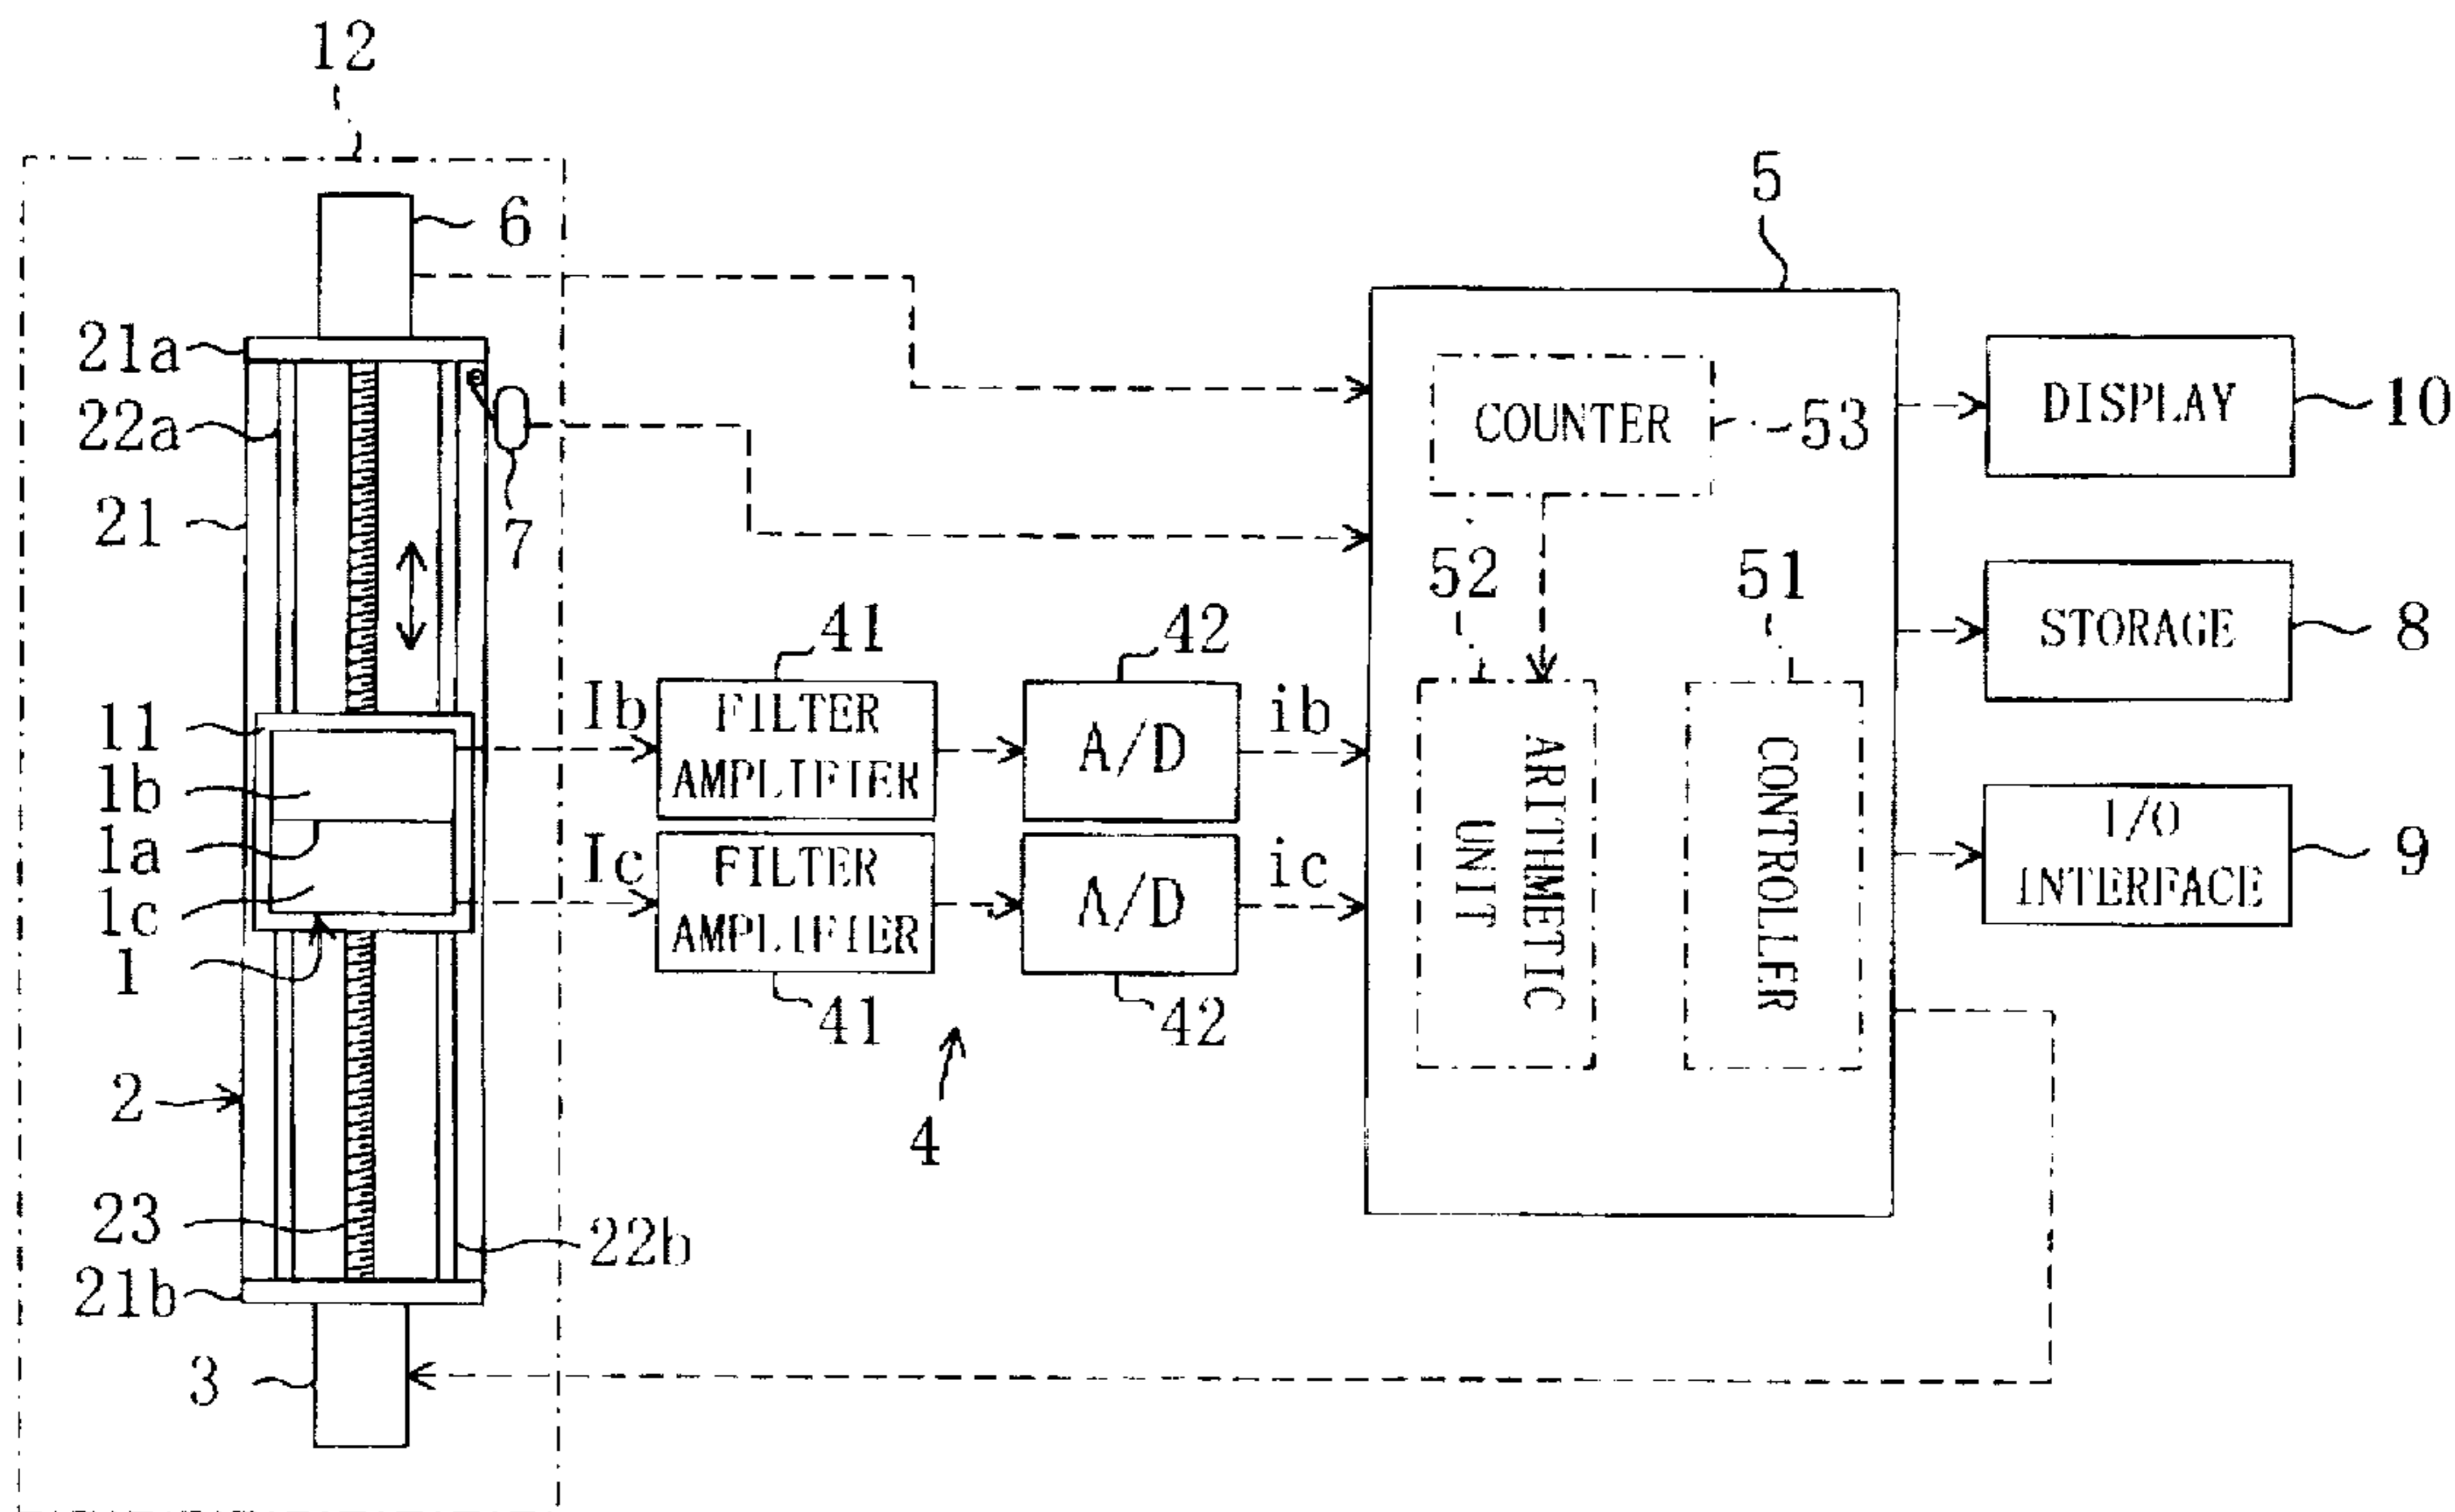 12
6
5
21a
22a
21
7
COUNTER
53
DISPLAY
10
52
51
STORAGE
8
41
42
11
1b
1a
1c
1
Ib
FILTER
AMPLIFIER
A/D
ib
Ic
FILTER
AMPLIFIER
A/D
ic
ARITHMETIC
UNIT
CONTROLLER
I/O
INTERFACE
9
41
42
4
2
23
22b
21b
3